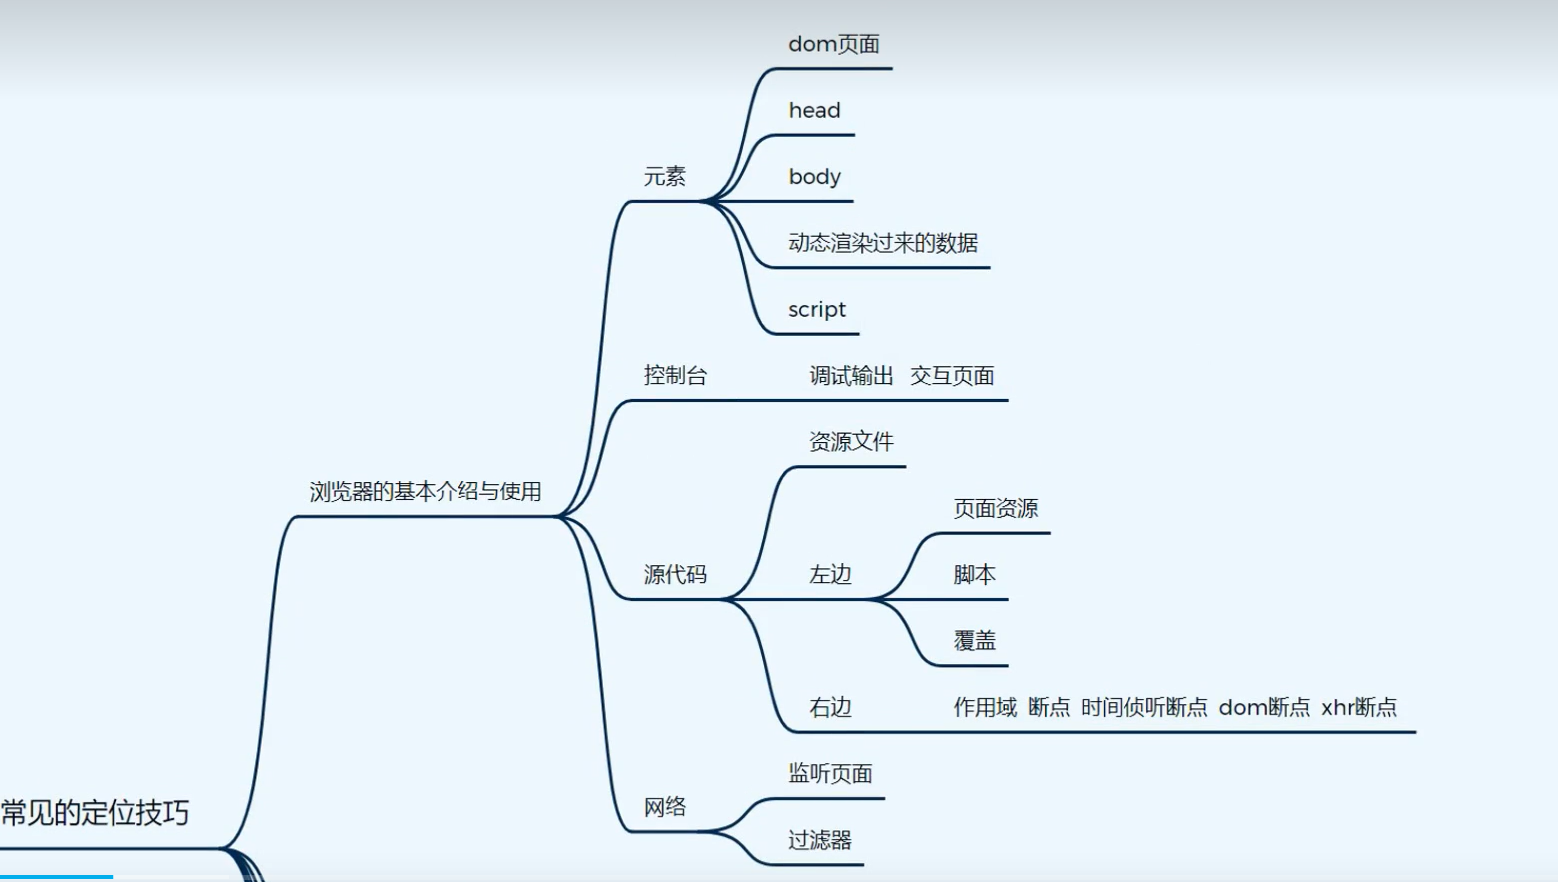 dom页面
head
元素
body
动态渲染过来的数据
script
控制台
调试输出 交互页面
资源文件
浏览器的基本介绍与使用
页面资源
源代码
左边
脚本
覆盖
右边
作用域 断点 时间侦听断点 dom断点 xhr断点
监听页面
网络
常见的定位技巧
过滤器